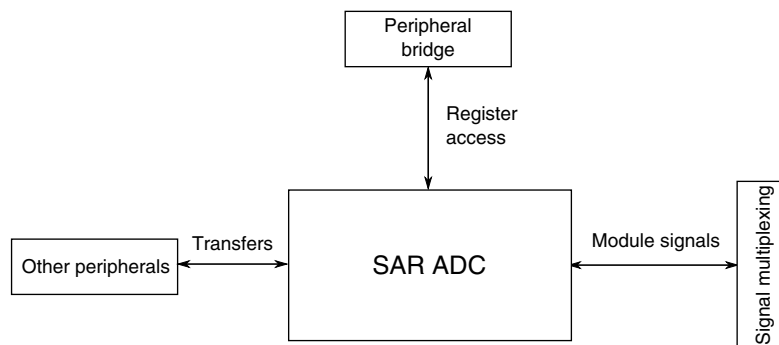 Peripheral
bridge
Register
access
Other peripherals
Transfers
SAR ADC
Module signals
Signal multiplexing